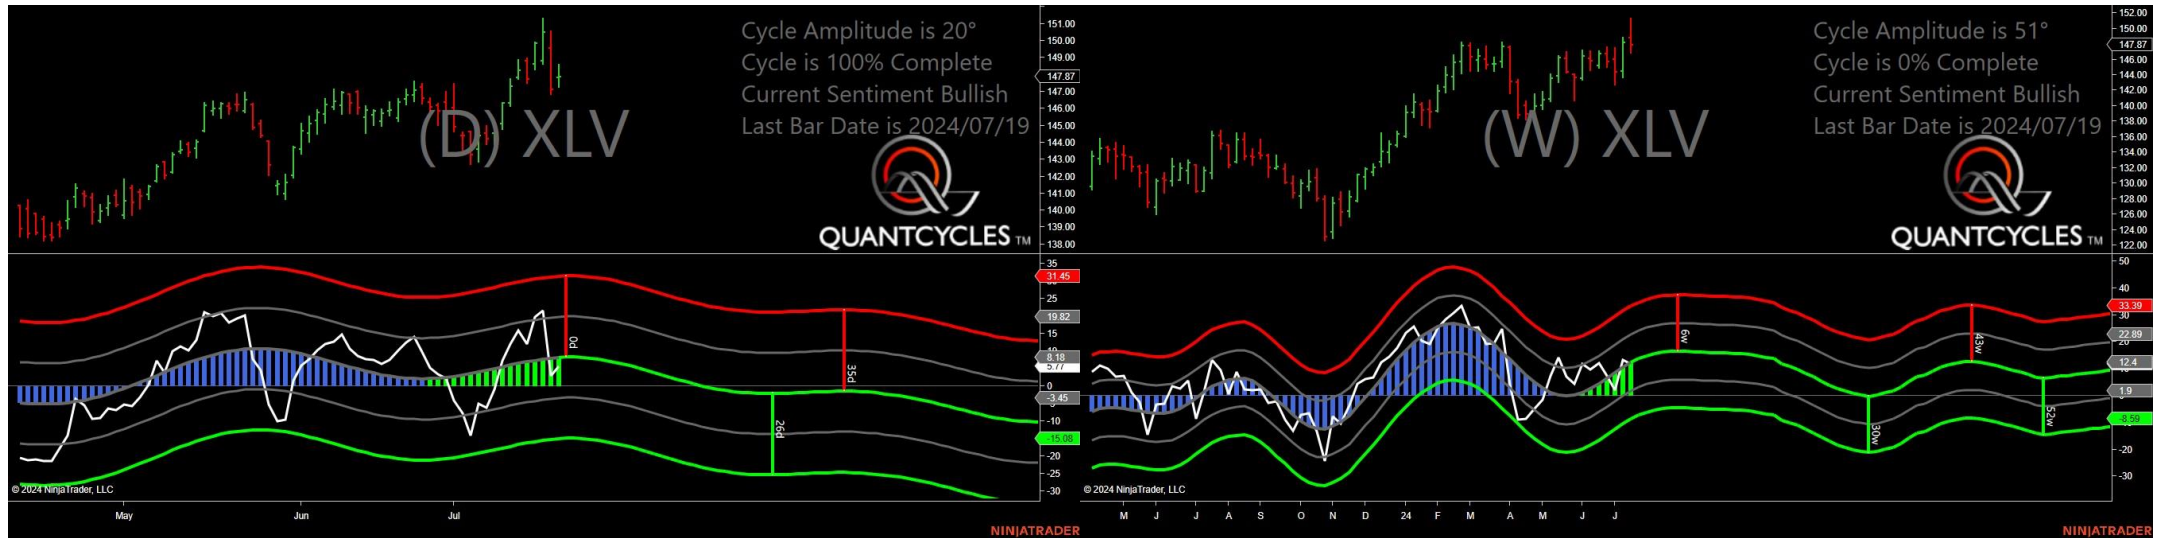 Cycle Amplitude is 20°
Cycle is 100% Complete
Current Sentiment Bullish
Last Bar Date is 2024/07/19
(D) XLV
QUANTCYCLES TM
151.00
150.00
149.00
147.87
147.00
146.00
145.00
144.00
143.00
142.00
141.00
140.00
139.00
138.00
35
31.45
25
19.82
15
8.18
5.77
0
-3.45
-10
-15.08
-20
-25
-30
0d
35d
26d
© 2024 NinjaTrader, LLC
May
Jun
Jul
NINJATRADER
Cycle Amplitude is 51°
Cycle is 0% Complete
Current Sentiment Bullish
Last Bar Date is 2024/07/19
(W) XLV
QUANTCYCLES TM
152.00
150.00
147.87
146.00
144.00
142.00
140.00
138.00
136.00
134.00
132.00
130.00
128.00
126.00
124.00
122.00
50
40
33.39
30
22.89
12.4
1.9
-8.59
-20
-30
6w
43w
30w
52w
© 2024 NinjaTrader, LLC
M J J A S O N D 24 F M A M J J
NINJATRADER